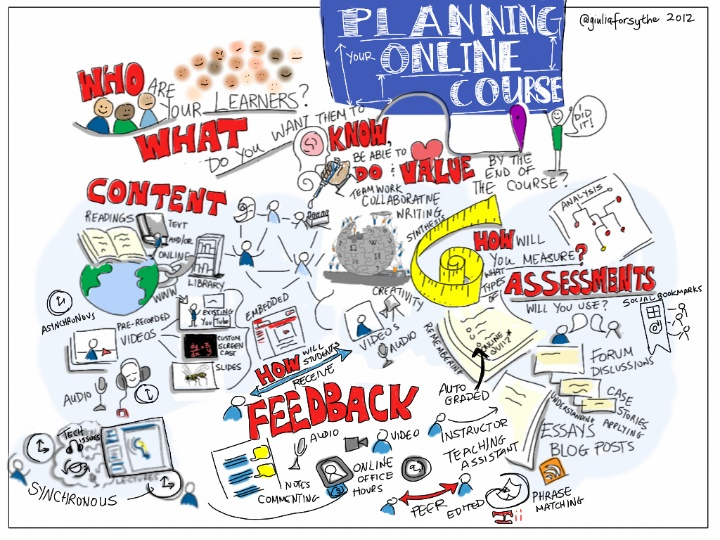 PLANNING
YOUR ONLINE
COURSE
@giuliaforsythe 2012
WHO ARE
YOUR LEARNERS?
WHAT
DO YOU WANT THEM TO
KNOW,
BE ABLE TO
DO & VALUE
BY THE
END OF
THE COURSE?
I DID IT!
CONTENT
READINGS
TEXT
AND/OR
ONLINE
LIBRARY
WWW
TEAMWORK
COLLABORATIVE
WRITING
SYNTHESIS
CREATIVITY
HOW WILL
YOU MEASURE?
ANALYSIS
WHAT
TYPES
OF
ASSESSMENTS
WILL YOU USE?
SOCIAL BOOKMARKS
ASYNCHRONOUS
PRE-RECORDED
VIDEOS
EXISTING
YouTube
CUSTOM
SCREEN
CAST
SLIDES
EMBEDDED
AUDIO
VIDEOS
AUDIO
REMEMBERING
ONLINE
QUIZ*
AUTO
GRADED
FORUM
DISCUSSIONS
CASE
STORIES
UNDERSTANDING
APPLYING
ESSAYS
BLOG POSTS
HOW WILL
STUDENTS
RECEIVE
FEEDBACK
AUDIO
VIDEO
INSTRUCTOR
TEACHING
ASSISTANT
NOTES
COMMENTING
ONLINE
OFFICE
HOURS
PEER
EDITED
PHRASE
MATCHING
TECH
ISSUES
LECTURES
SYNCHRONOUS